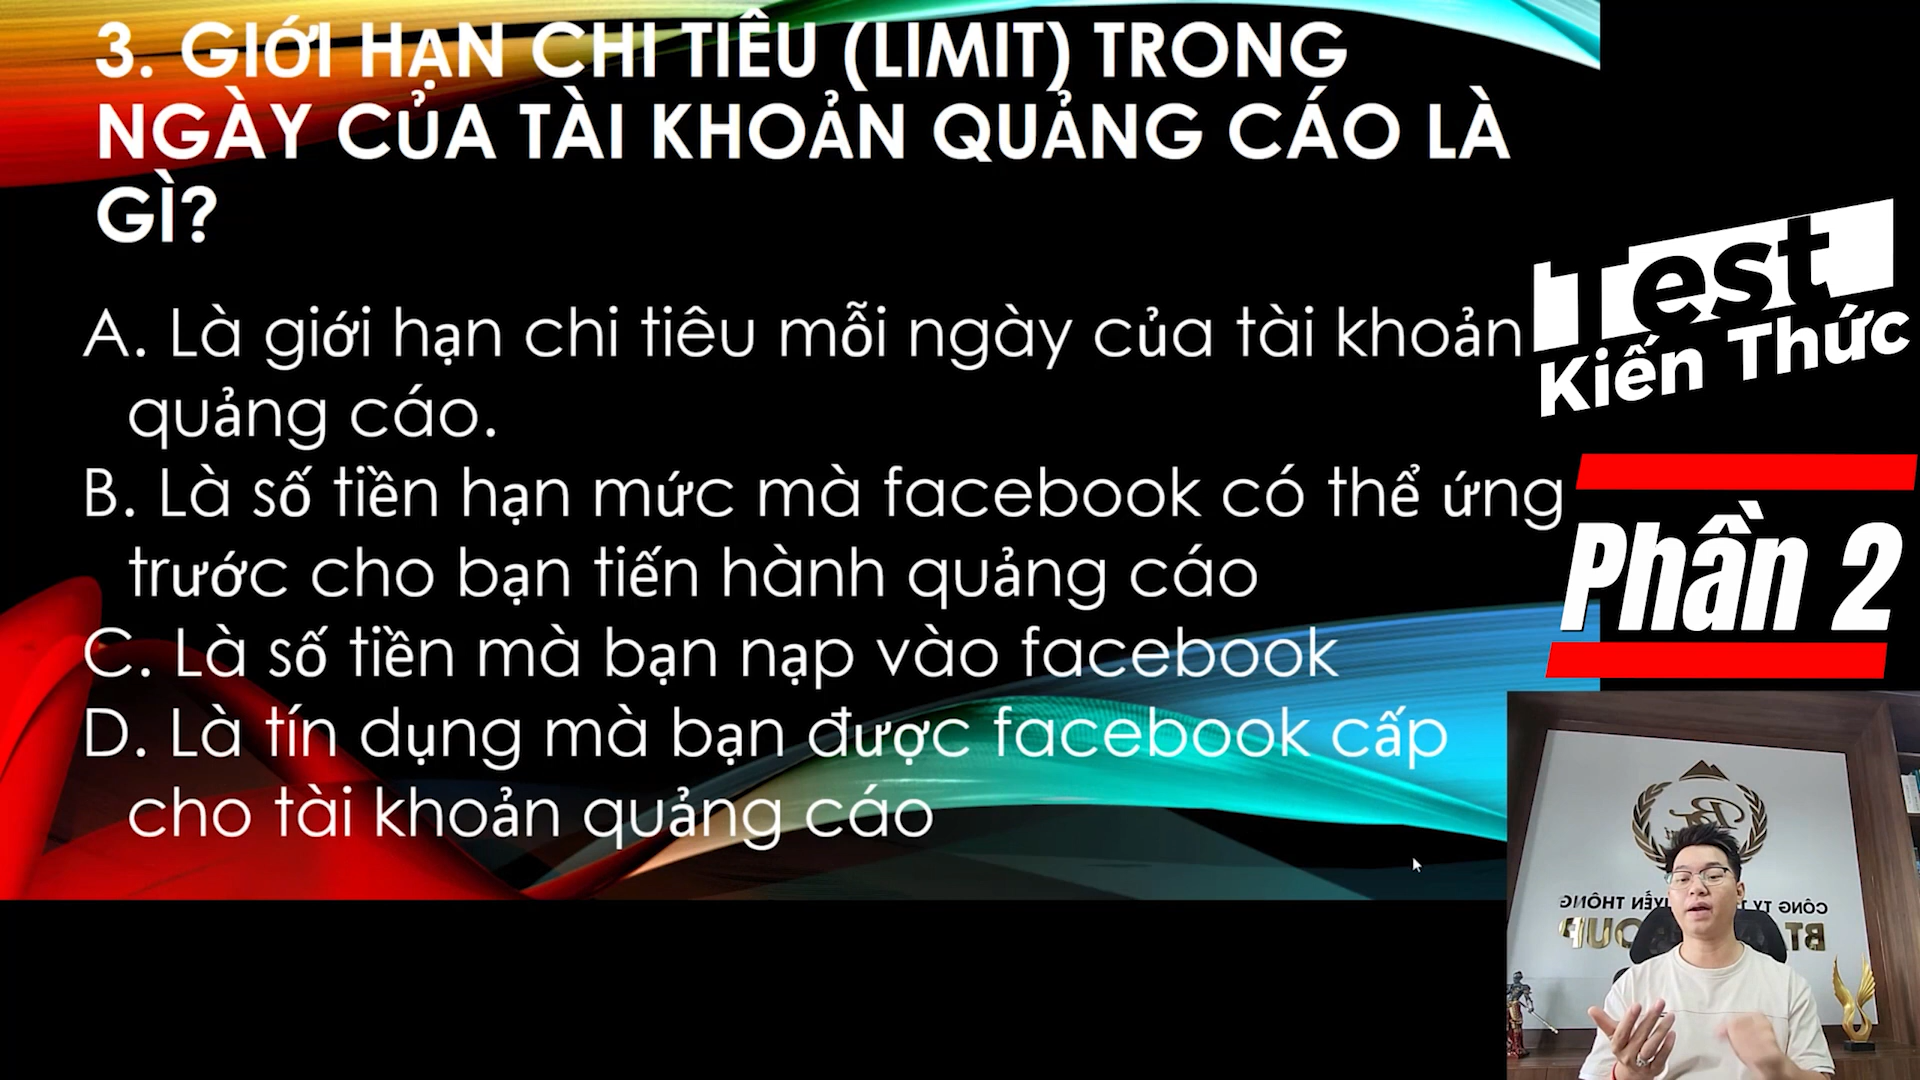 3. GIỚI HẠN CHI TIÊU (LIMIT) TRONG
NGÀY CỦA TÀI KHOẢN QUẢNG CÁO LÀ
GÌ?
A. Là giới hạn chi tiêu mỗi ngày của tài khoản
quảng cáo.
B. Là số tiền hạn mức mà facebook có thể ứng
trước cho bạn tiến hành quảng cáo
C. Là số tiền mà bạn nạp vào facebook
D. Là tín dụng mà bạn được facebook cấp
cho tài khoản quảng cáo
Test
Kiến Thức
Phần 2
CÔNG TY
THÔNG